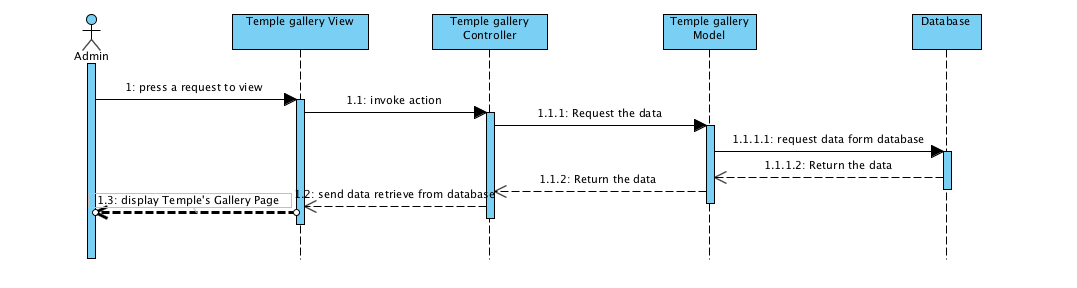 Temple gallery View
Temple gallery
Controller
Temple gallery
Model
Database
Admin
1: press a request to view
1.1: invoke action
1.1.1: Request the data
1.1.1.1: request data form database
1.1.1.2: Return the data
1.1.2: Return the data
1.2: send data retrieve from database
1.3: display Temple's Gallery Page